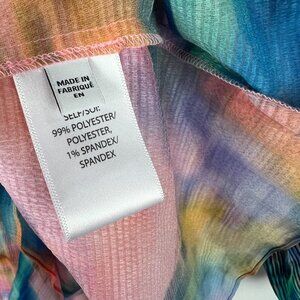 MADE IN
FABRIQUÉ
EN
SELF/SOI:
99% POLYESTER/
POLYESTER,
1% SPANDEX/
SPANDEX